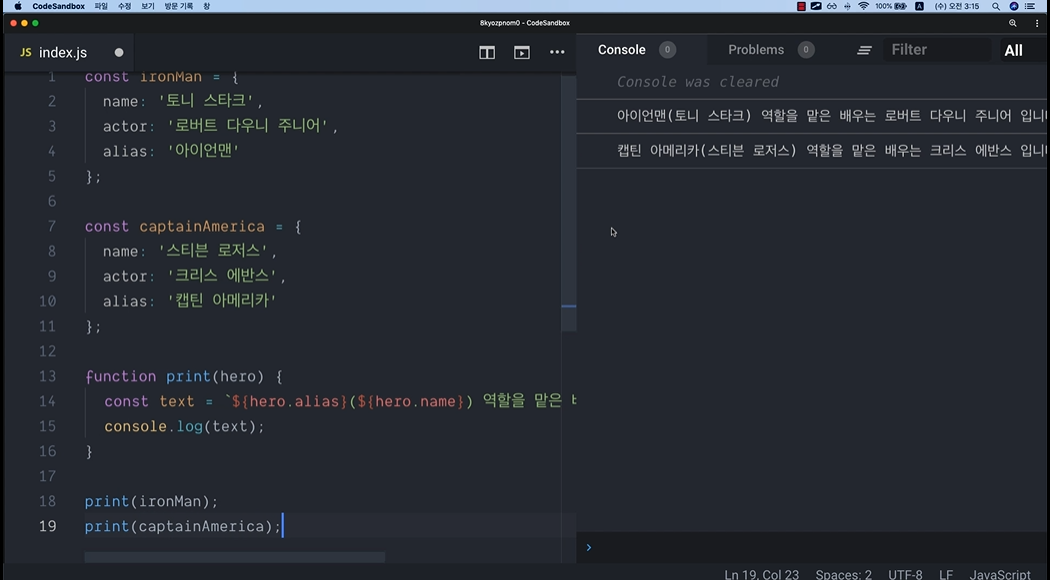 CodeSandbox 파일 수정 보기 방문 기록 창 100% A (수) 오전 3:15
8kyozpnom0 - CodeSandbox
JS index.js
Console 0 Problems 0 Filter All
1 const ironMan = {
2 name: '토니 스타크',
3 actor: '로버트 다우니 주니어',
4 alias: '아이언맨'
5 };
6
7 const captainAmerica = {
8 name: '스티븐 로저스',
9 actor: '크리스 에반스',
10 alias: '캡틴 아메리카'
11 };
12
13 function print(hero) {
14 const text = `${hero.alias}(${hero.name}) 역할을 맡은
15 console.log(text);
16 }
17
18 print(ironMan);
19 print(captainAmerica);
Console was cleared
아이언맨(토니 스타크) 역할을 맡은 배우는 로버트 다우니 주니어 입니
캡틴 아메리카(스티븐 로저스) 역할을 맡은 배우는 크리스 에반스 입니
Ln 19, Col 23 Spaces: 2 UTF-8 LF JavaScript